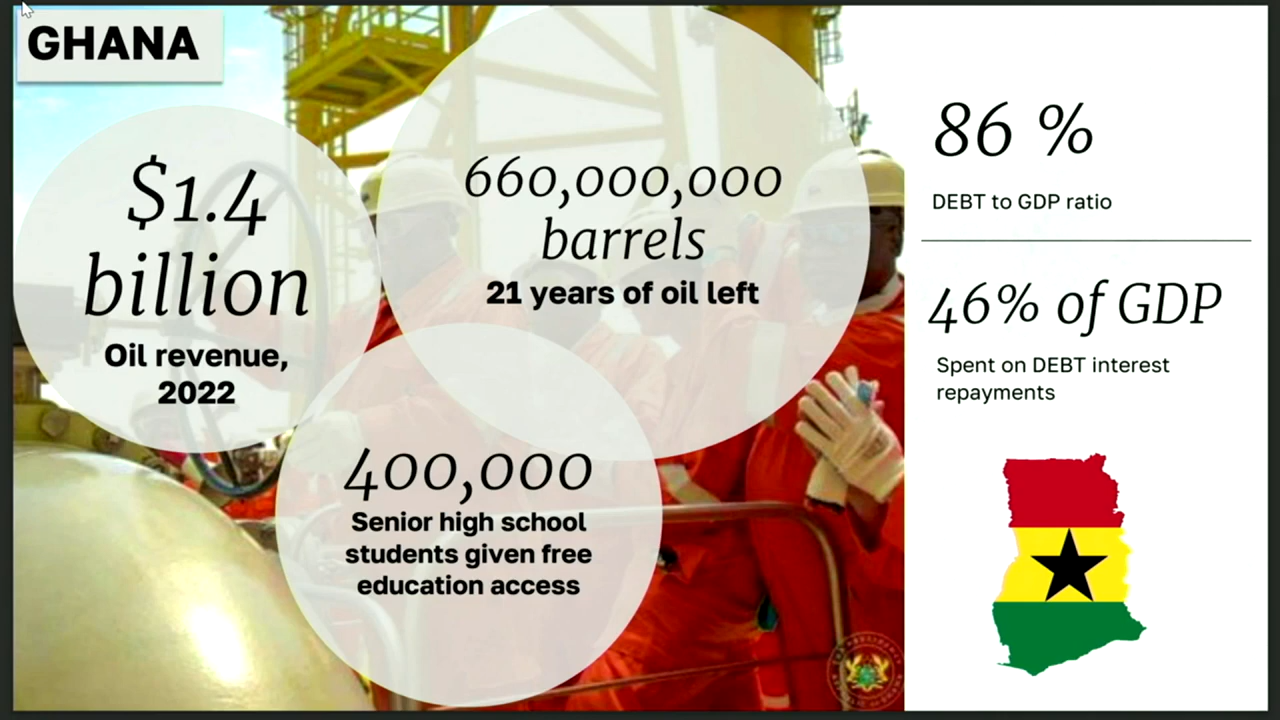 GHANA
$1.4
billion
Oil revenue,
2022
660,000,000
barrels
21 years of oil left
400,000
Senior high school
students given free
education access
86 %
DEBT to GDP ratio
46% of GDP
Spent on DEBT interest
repayments